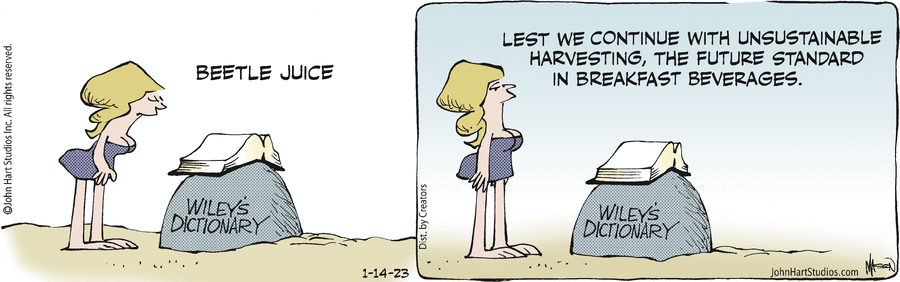 ©John Hart Studios Inc. All rights reserved.
BEETLE JUICE
WILEY'S
DICTIONARY
1-14-23
LEST WE CONTINUE WITH UNSUSTAINABLE
HARVESTING, THE FUTURE STANDARD
IN BREAKFAST BEVERAGES.
Dist. by Creators
WILEY'S
DICTIONARY
MASON
JohnHartStudios.com